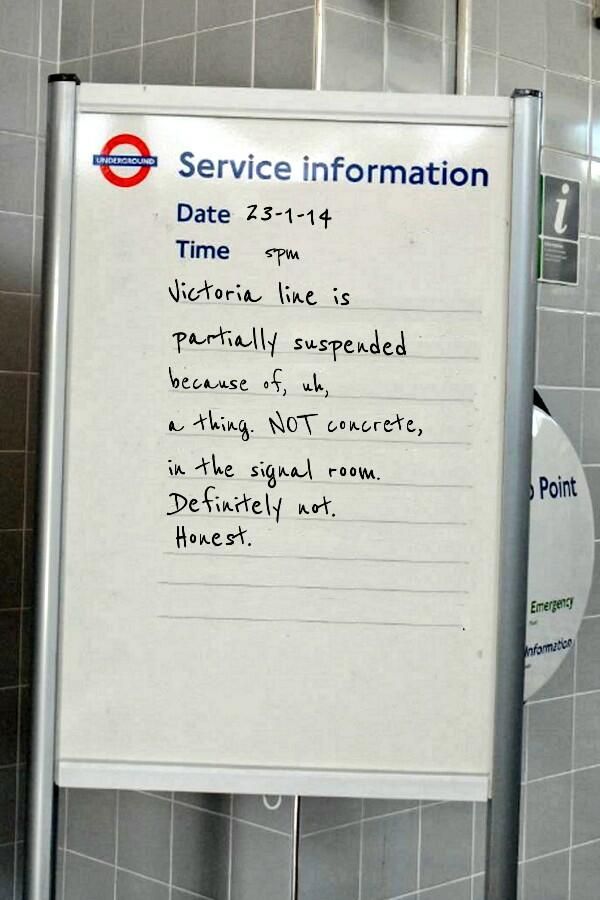 UNDERGROUND
Service information
Date 23-1-14
Time 5pm
Victoria line is
partially suspended
because of, uh,
a thing. NOT concrete,
in the signal room.
Definitely not.
Honest.
i
Point
Emergency
Information